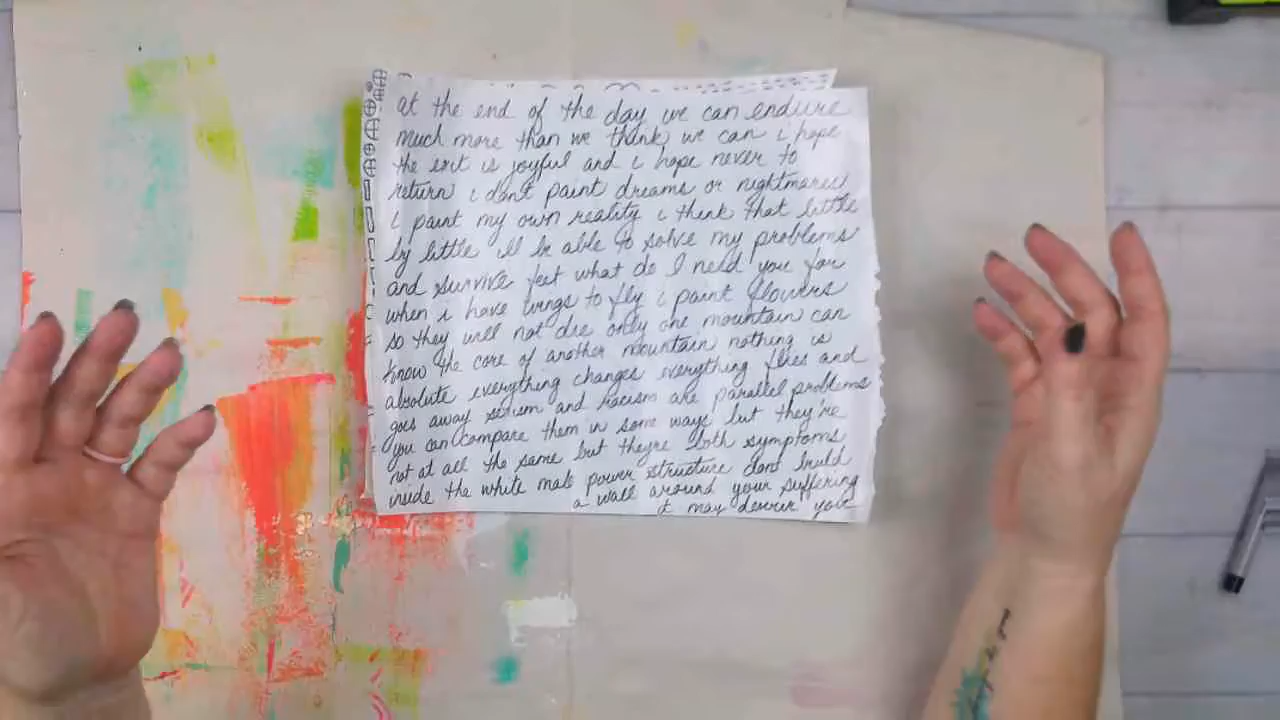 at the end of the day we can endure
much more than we think we can i hope
the exit is joyful and i hope never to
return i don't paint dreams or nightmares
i paint my own reality i think that little
by little i'll be able to solve my problems
and survive feet what do I need you for
when i have wings to fly i paint flowers
so they will not die only one mountain can
know the core of another mountain nothing is
absolute everything changes everything flies and
goes away sexism and racism are parallel problems
you can compare them in some ways but they're
not at all the same but theyre both symptoms
inside the white male power structure dont build
a wall around your suffering
it may devour you